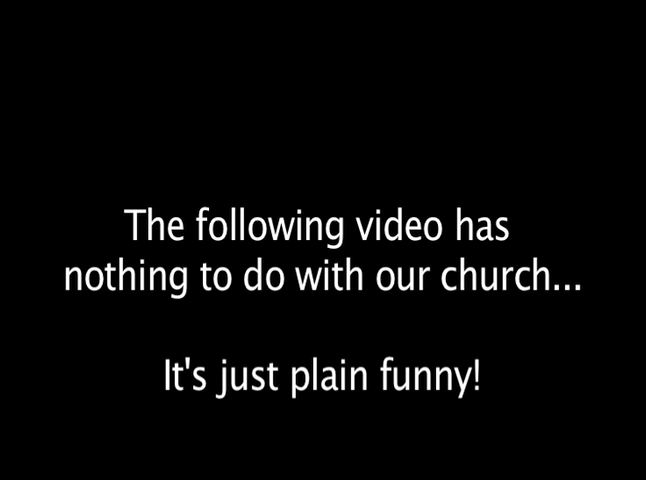 The following video has
nothing to do with our church...
It's just plain funny!